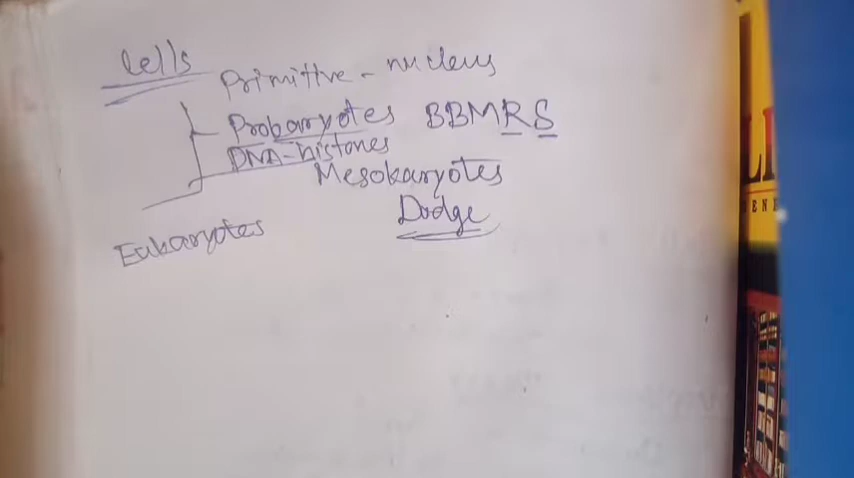 Cells
Primitive - nucleus
Prokaryotes BBMRS
DNA-histones
Mesokaryotes
Dodge
Eukaryotes